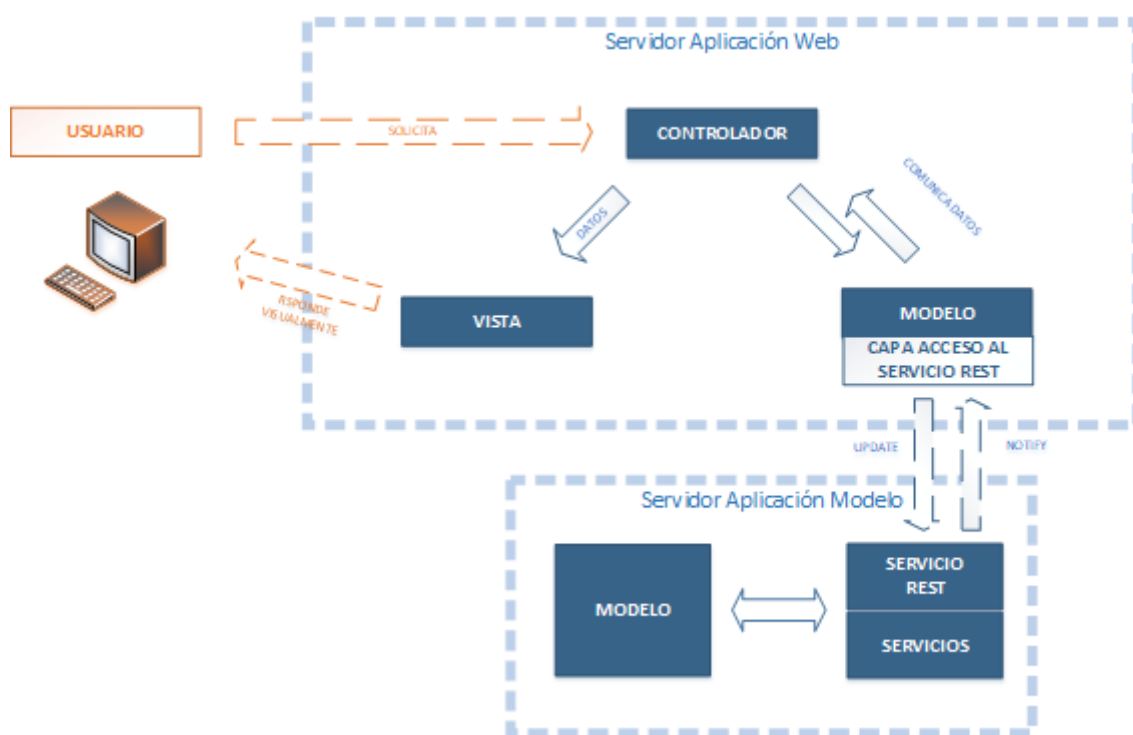 Servidor Aplicación Web
USUARIO
SOLICITA
CONTROLADOR
COMUNICA DATOS
DATOS
RSPONDE
VISUALMENTE
VISTA
MODELO
CAPA ACCESO AL
SERVICIO REST
UPDATE
NOTIFY
Servidor Aplicación Modelo
MODELO
SERVICIO
REST
SERVICIOS